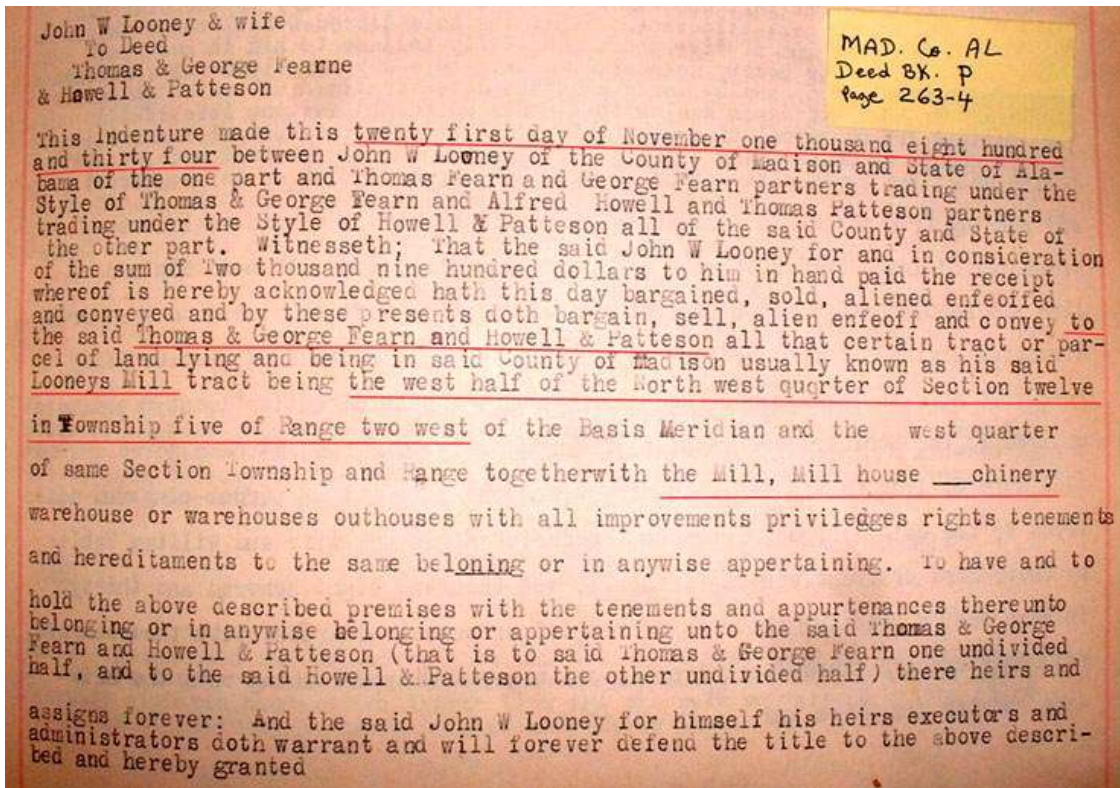 John W Looney & wife
To Deed
Thomas & George Fearne
& Howell & Patteson
MAD. Co. AL
Deed BK. P
Page 263-4
This Indenture made this twenty first day of November one thousand eight hundred
and thirty four between John W Looney of the County of Madison and State of Ala-
bama of the one part and Thomas Fearn and George Fearn partners trading under the
Style of Thomas & George Fearn and Alfred Howell and Thomas Patteson partners
trading under the Style of Howell & Patteson all of the said County and State of
the other part. Witnesseth; That the said John W Looney for and in consideration
of the sum of Two thousand nine hundred dollars to him in hand paid the receipt
whereof is hereby acknowledged hath this day bargained, sold, aliened enfeoffed
and conveyed and by these presents doth bargain, sell, alien enfeoff and convey to
the said Thomas & George Fearn and Howell & Patteson all that certain tract or par-
cel of land lying and being in said County of Madison usually known as his said
Looneys Mill tract being the west half of the North west quqrter of Section twelve
in Township five of Range two west of the Basis Meridian and the west quarter
of same Section Township and Range togetherwith the Mill, Mill house ___chinery
warehouse or warehouses outhouses with all improvements priviledges rights tenements
and hereditaments to the same beloning or in anywise appertaining. To have and to
hold the above described premises with the tenements and appurtenances thereunto
belonging or in anywise belonging or appertaining unto the said Thomas & George
Fearn and Howell & Patteson (that is to said Thomas & George Fearn one undivided
half, and to the said Howell & Patteson the other undivided half) there heirs and
assigns forever: And the said John W Looney for himself his heirs executors and
administrators doth warrant and will forever defend the title to the above descri-
bed and hereby granted